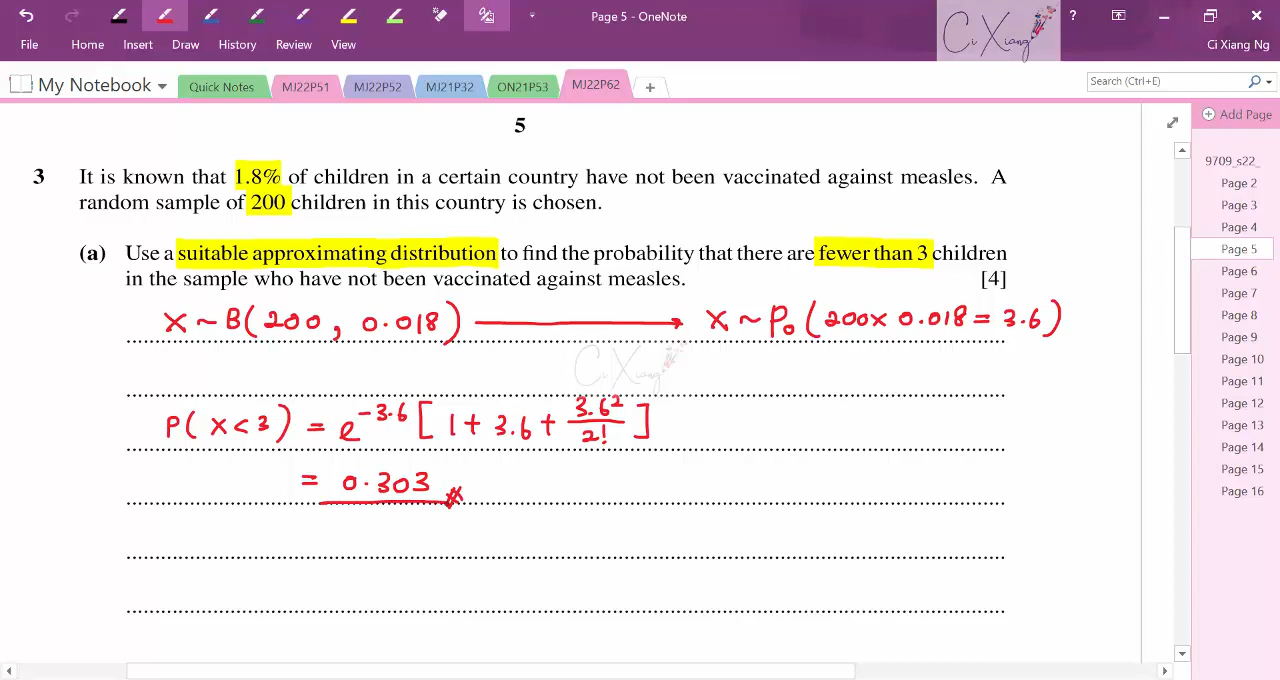 Page 5 - OneNote
Ci Xiang
?
File Home Insert Draw History Review View
Ci Xiang Ng
My Notebook
Quick Notes
MJ22P51
MJ22P52
MJ21P32
ON21P53
MJ22P62
+
Search (Ctrl+E)
Add Page
9709_s22_
Page 2
Page 3
Page 4
Page 5
Page 6
Page 7
Page 8
Page 9
Page 10
Page 11
Page 12
Page 13
Page 14
Page 15
Page 16
5
3 It is known that 1.8% of children in a certain country have not been vaccinated against measles. A
random sample of 200 children in this country is chosen.
(a) Use a suitable approximating distribution to find the probability that there are fewer than 3 children
in the sample who have not been vaccinated against measles. [4]
X ~ B(200, 0.018) → X ~ P₀(200x 0.018 = 3.6)
Ci Xiang
P(X < 3) = e^-3.6 [1 + 3.6 + 3.6²/2!]
= 0.303